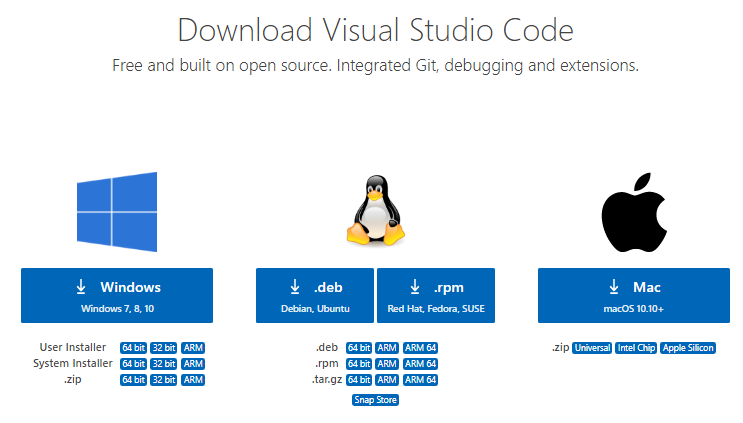 Download Visual Studio Code
Free and built on open source. Integrated Git, debugging and extensions.
Windows
Windows 7, 8, 10
User Installer 64 bit 32 bit ARM
System Installer 64 bit 32 bit ARM
.zip 64 bit 32 bit ARM
.deb
Debian, Ubuntu
.rpm
Red Hat, Fedora, SUSE
.deb 64 bit ARM ARM 64
.rpm 64 bit ARM ARM 64
.tar.gz 64 bit ARM ARM 64
Snap Store
Mac
macOS 10.10+
.zip Universal Intel Chip Apple Silicon